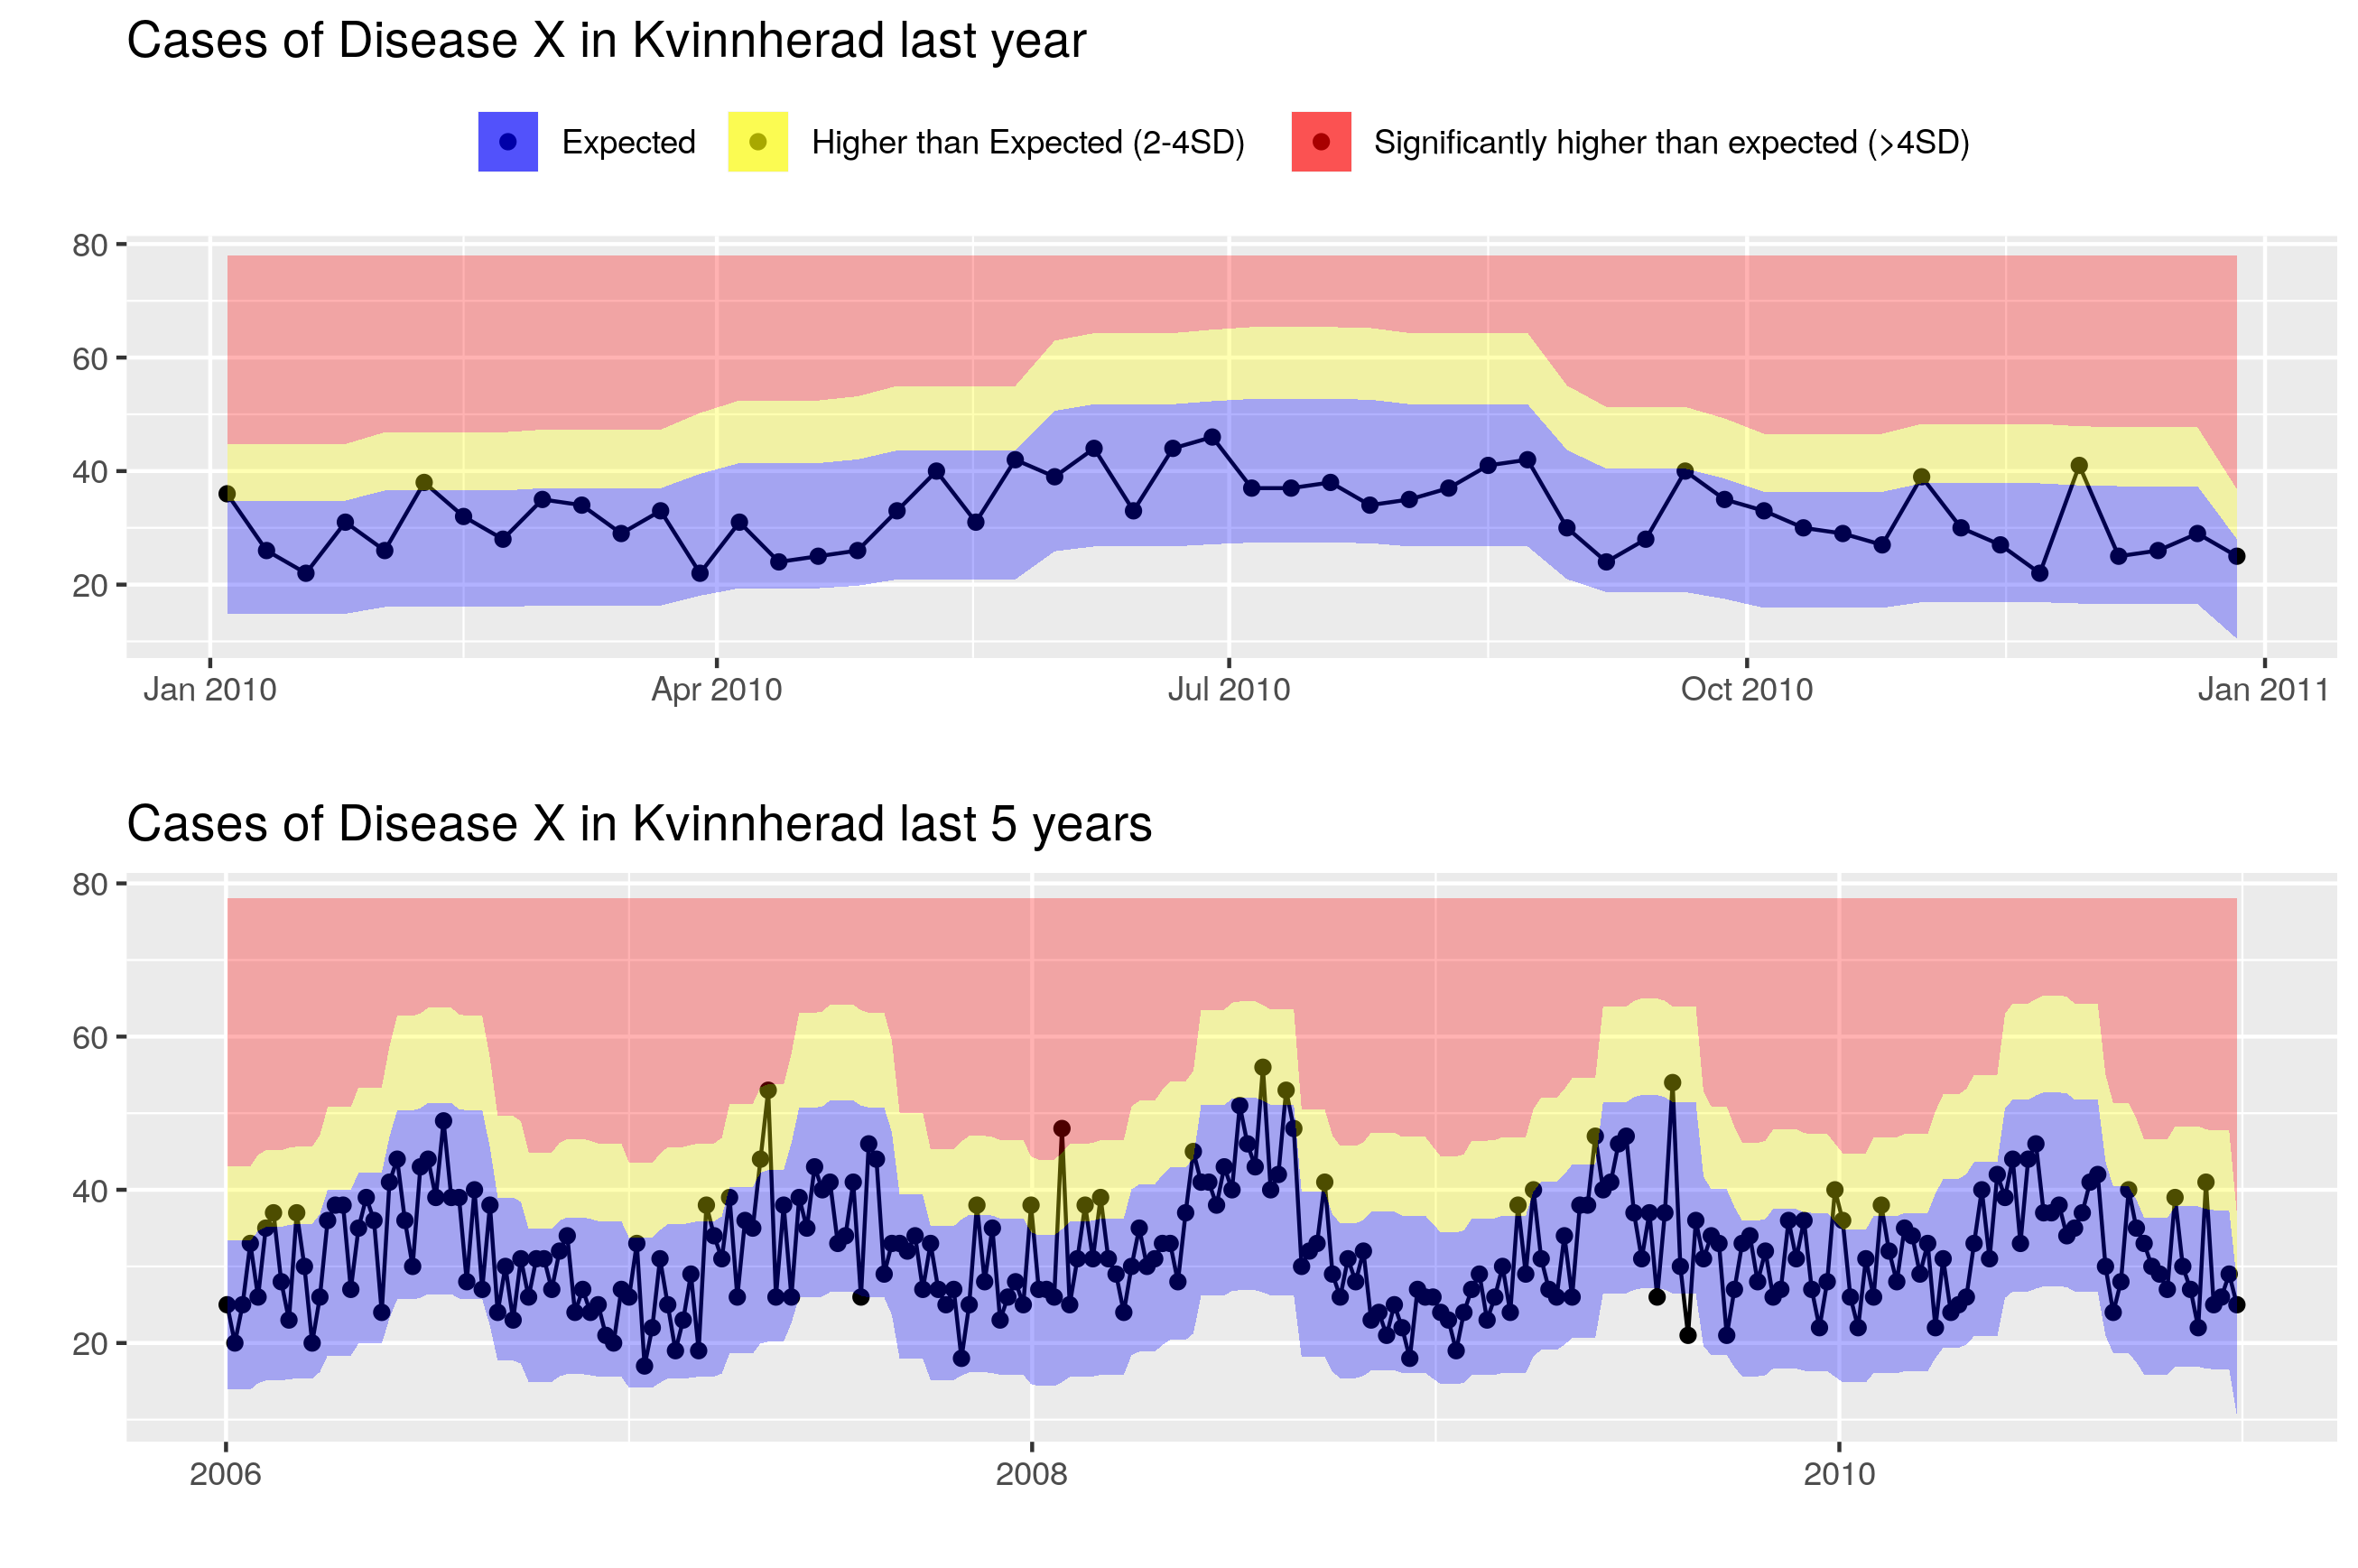 Cases of Disease X in Kvinnherad last year
Expected Higher than Expected (2-4SD) Significantly higher than expected (>4SD)
80
60
40
20
Jan 2010 Apr 2010 Jul 2010 Oct 2010 Jan 2011
Cases of Disease X in Kvinnherad last 5 years
80
60
40
20
2006 2008 2010